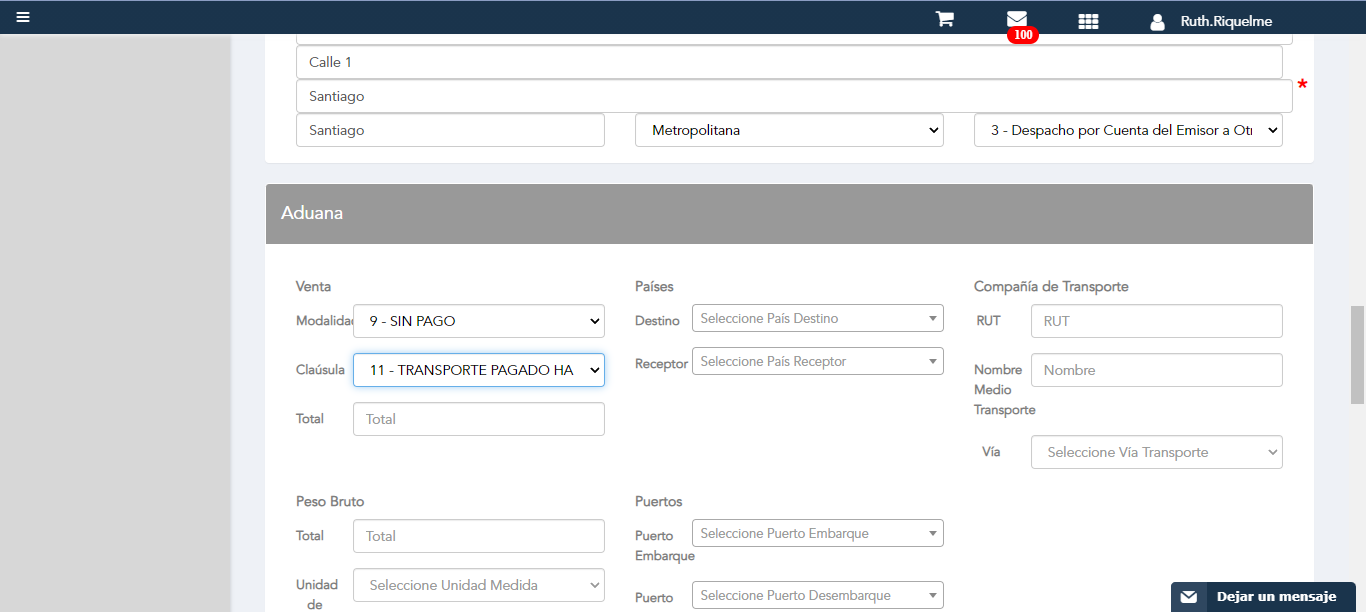 100
Ruth.Riquelme
Calle 1
Santiago
Santiago
Metropolitana
3 - Despacho por Cuenta del Emisor a Otr
Aduana
Venta
Países
Compañía de Transporte
Modalidad
9 - SIN PAGO
Destino
Seleccione País Destino
RUT
RUT
Claúsula
11 - TRANSPORTE PAGADO HA
Receptor
Seleccione País Receptor
Nombre
Medio
Transporte
Nombre
Total
Total
Vía
Seleccione Vía Transporte
Peso Bruto
Puertos
Total
Total
Puerto
Embarque
Seleccione Puerto Embarque
Unidad
de
Seleccione Unidad Medida
Puerto
Seleccione Puerto Desembarque
Dejar un mensaje